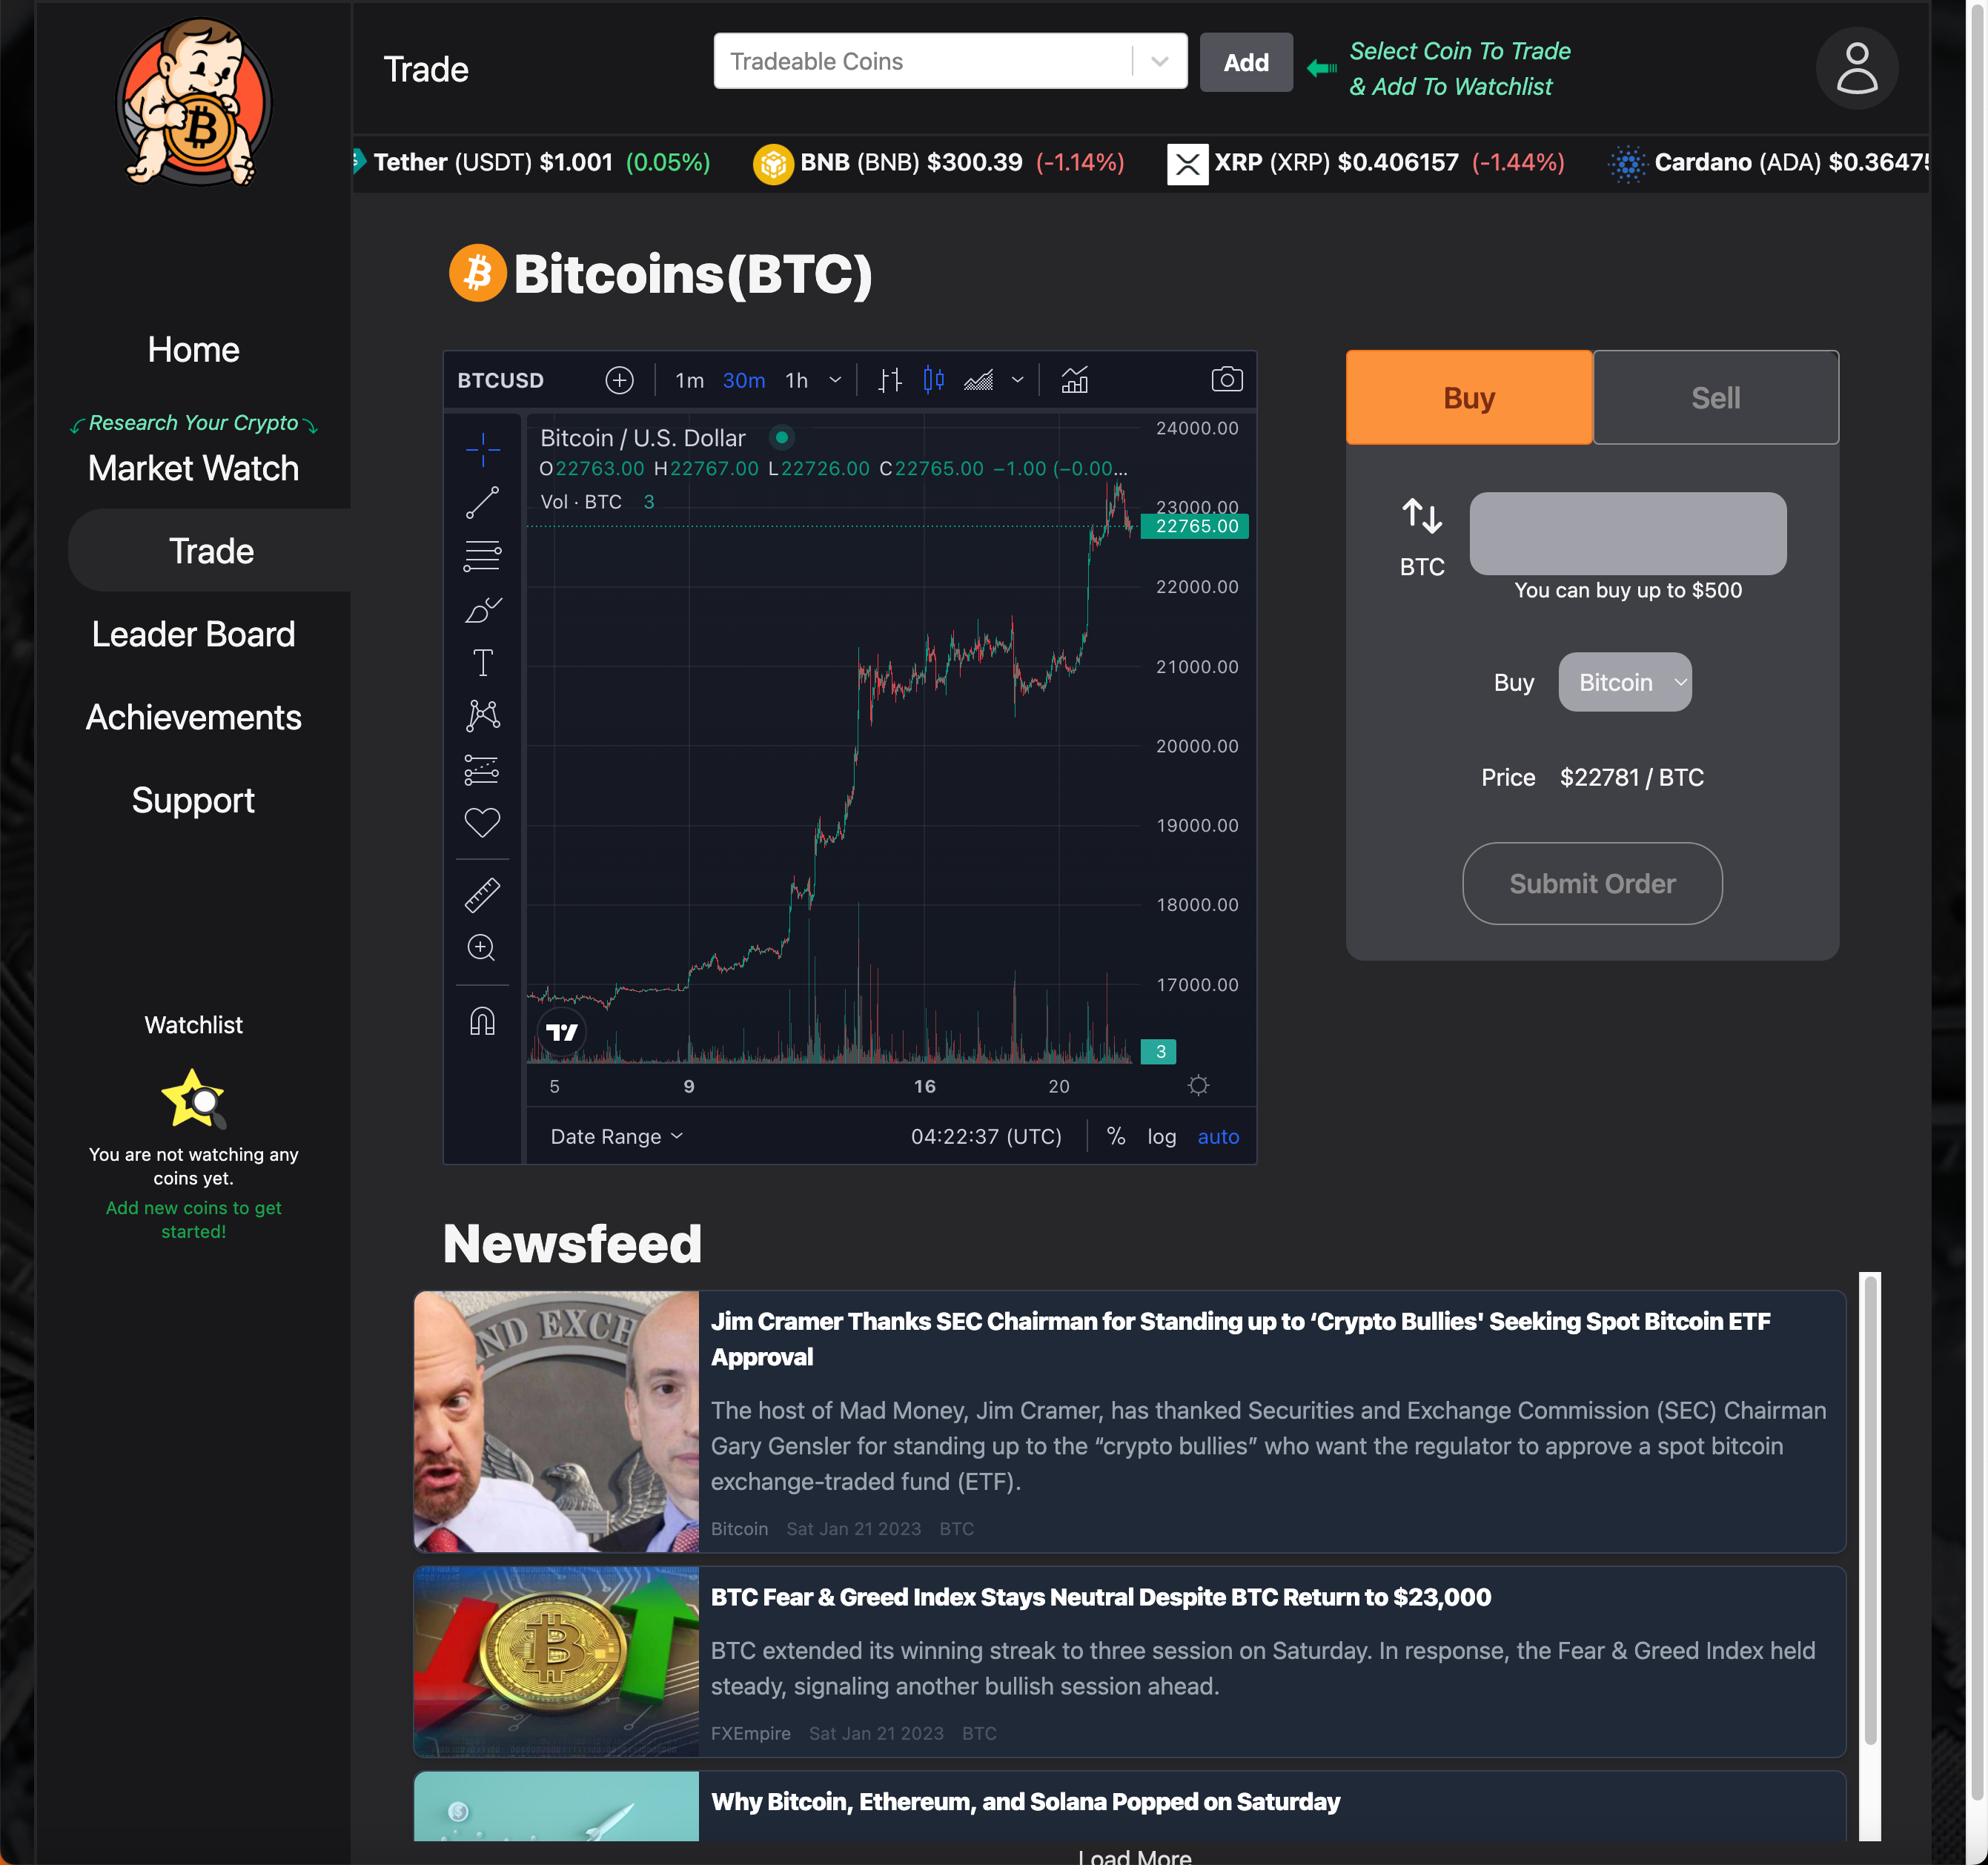 Trade
Tradeable Coins
Add
Select Coin To Trade
& Add To Watchlist
Tether (USDT) $1.001 (0.05%)
BNB (BNB) $300.39 (-1.14%)
XRP (XRP) $0.406157 (-1.44%)
Cardano (ADA) $0.3647
Home
Research Your Crypto
Market Watch
Trade
Leader Board
Achievements
Support
Watchlist
You are not watching any
coins yet.
Add new coins to get
started!
Bitcoins(BTC)
BTCUSD
1m 30m 1h
Bitcoin / U.S. Dollar
O22763.00 H22767.00 L22726.00 C22765.00 −1.00 (−0.00...
Vol · BTC 3
24000.00
23000.00
22765.00
22000.00
21000.00
20000.00
19000.00
18000.00
17000.00
3
5 9 16 20
Date Range
04:22:37 (UTC)
% log auto
Buy
Sell
BTC
You can buy up to $500
Buy Bitcoin
Price $22781 / BTC
Submit Order
Newsfeed
ND EXCH
Jim Cramer Thanks SEC Chairman for Standing up to ‘Crypto Bullies' Seeking Spot Bitcoin ETF
Approval
The host of Mad Money, Jim Cramer, has thanked Securities and Exchange Commission (SEC) Chairman
Gary Gensler for standing up to the “crypto bullies” who want the regulator to approve a spot bitcoin
exchange-traded fund (ETF).
Bitcoin Sat Jan 21 2023 BTC
BTC Fear & Greed Index Stays Neutral Despite BTC Return to $23,000
BTC extended its winning streak to three session on Saturday. In response, the Fear & Greed Index held
steady, signaling another bullish session ahead.
FXEmpire Sat Jan 21 2023 BTC
Why Bitcoin, Ethereum, and Solana Popped on Saturday
Load More